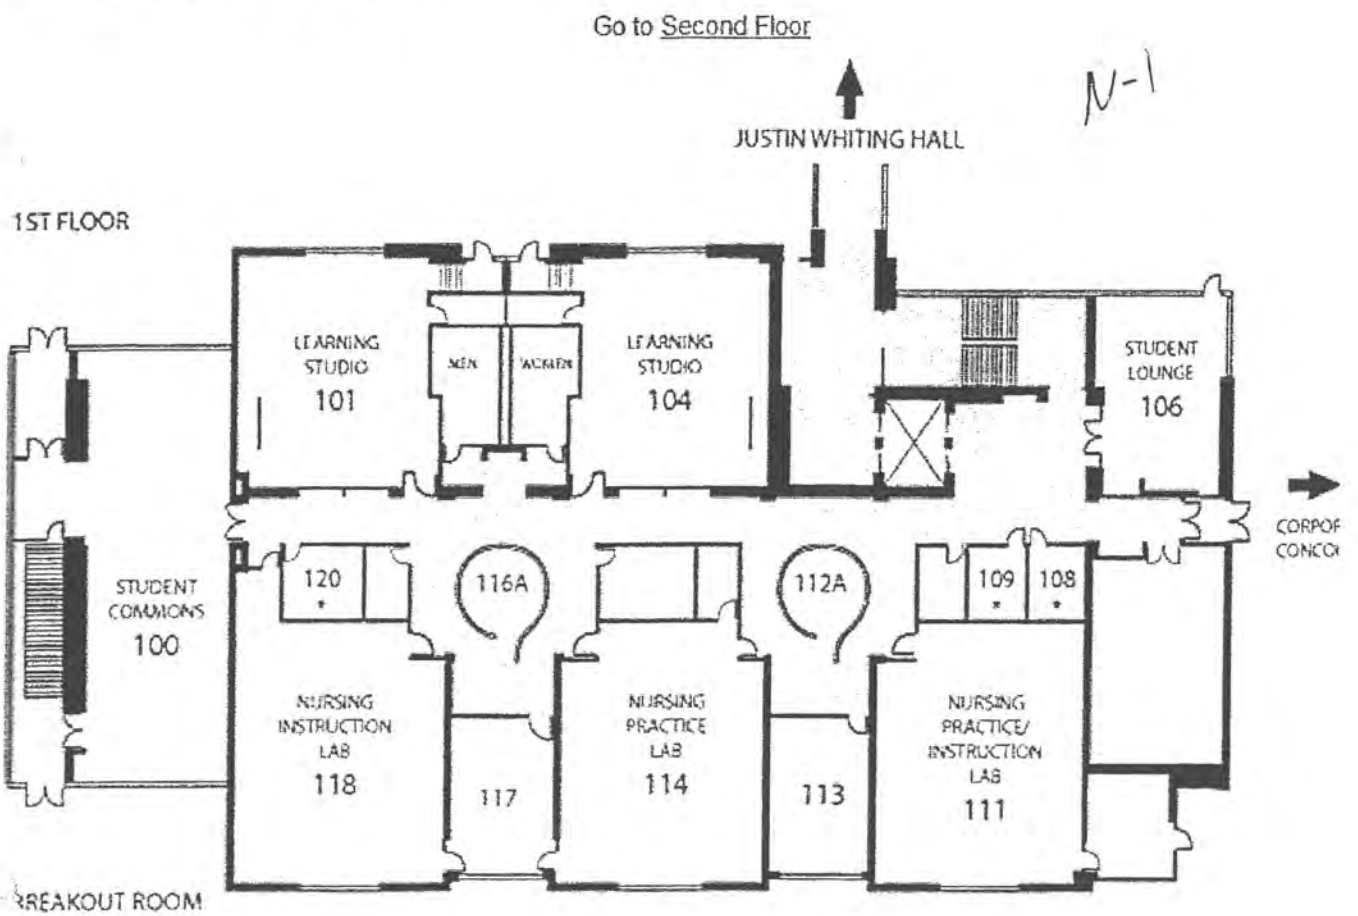 Go to Second Floor
N-1
JUSTIN WHITING HALL
1ST FLOOR
LEARNING
STUDIO
101
MEN
WOMEN
LEARNING
STUDIO
104
STUDENT
LOUNGE
106
CORPOR
CONCO
120
*
116A
112A
109
*
108
*
STUDENT
COMMONS
100
NURSING
INSTRUCTION
LAB
118
117
NURSING
PRACTICE
LAB
114
113
NURSING
PRACTICE/
INSTRUCTION
LAB
111
BREAKOUT ROOM